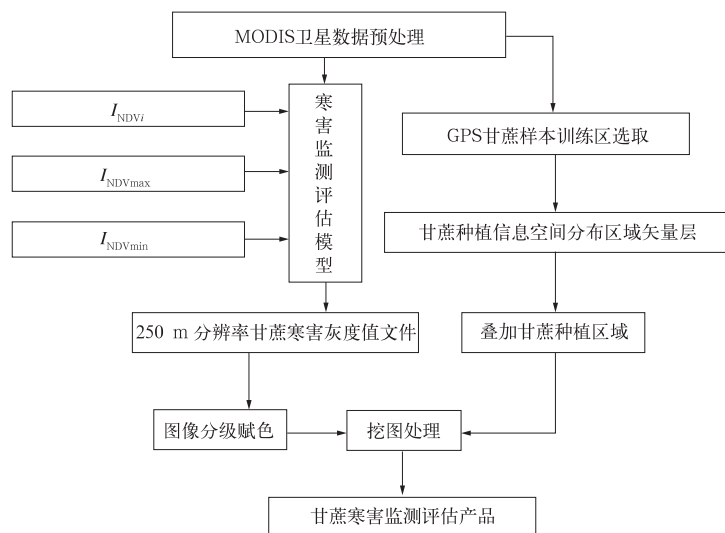 MODIS卫星数据预处理
I_NDVi
I_NDVmax
I_NDVmin
寒害监测评估模型
GPS甘蔗样本训练区选取
甘蔗种植信息空间分布区域矢量层
250 m 分辨率甘蔗寒害灰度值文件
叠加甘蔗种植区域
图像分级赋色
挖图处理
甘蔗寒害监测评估产品